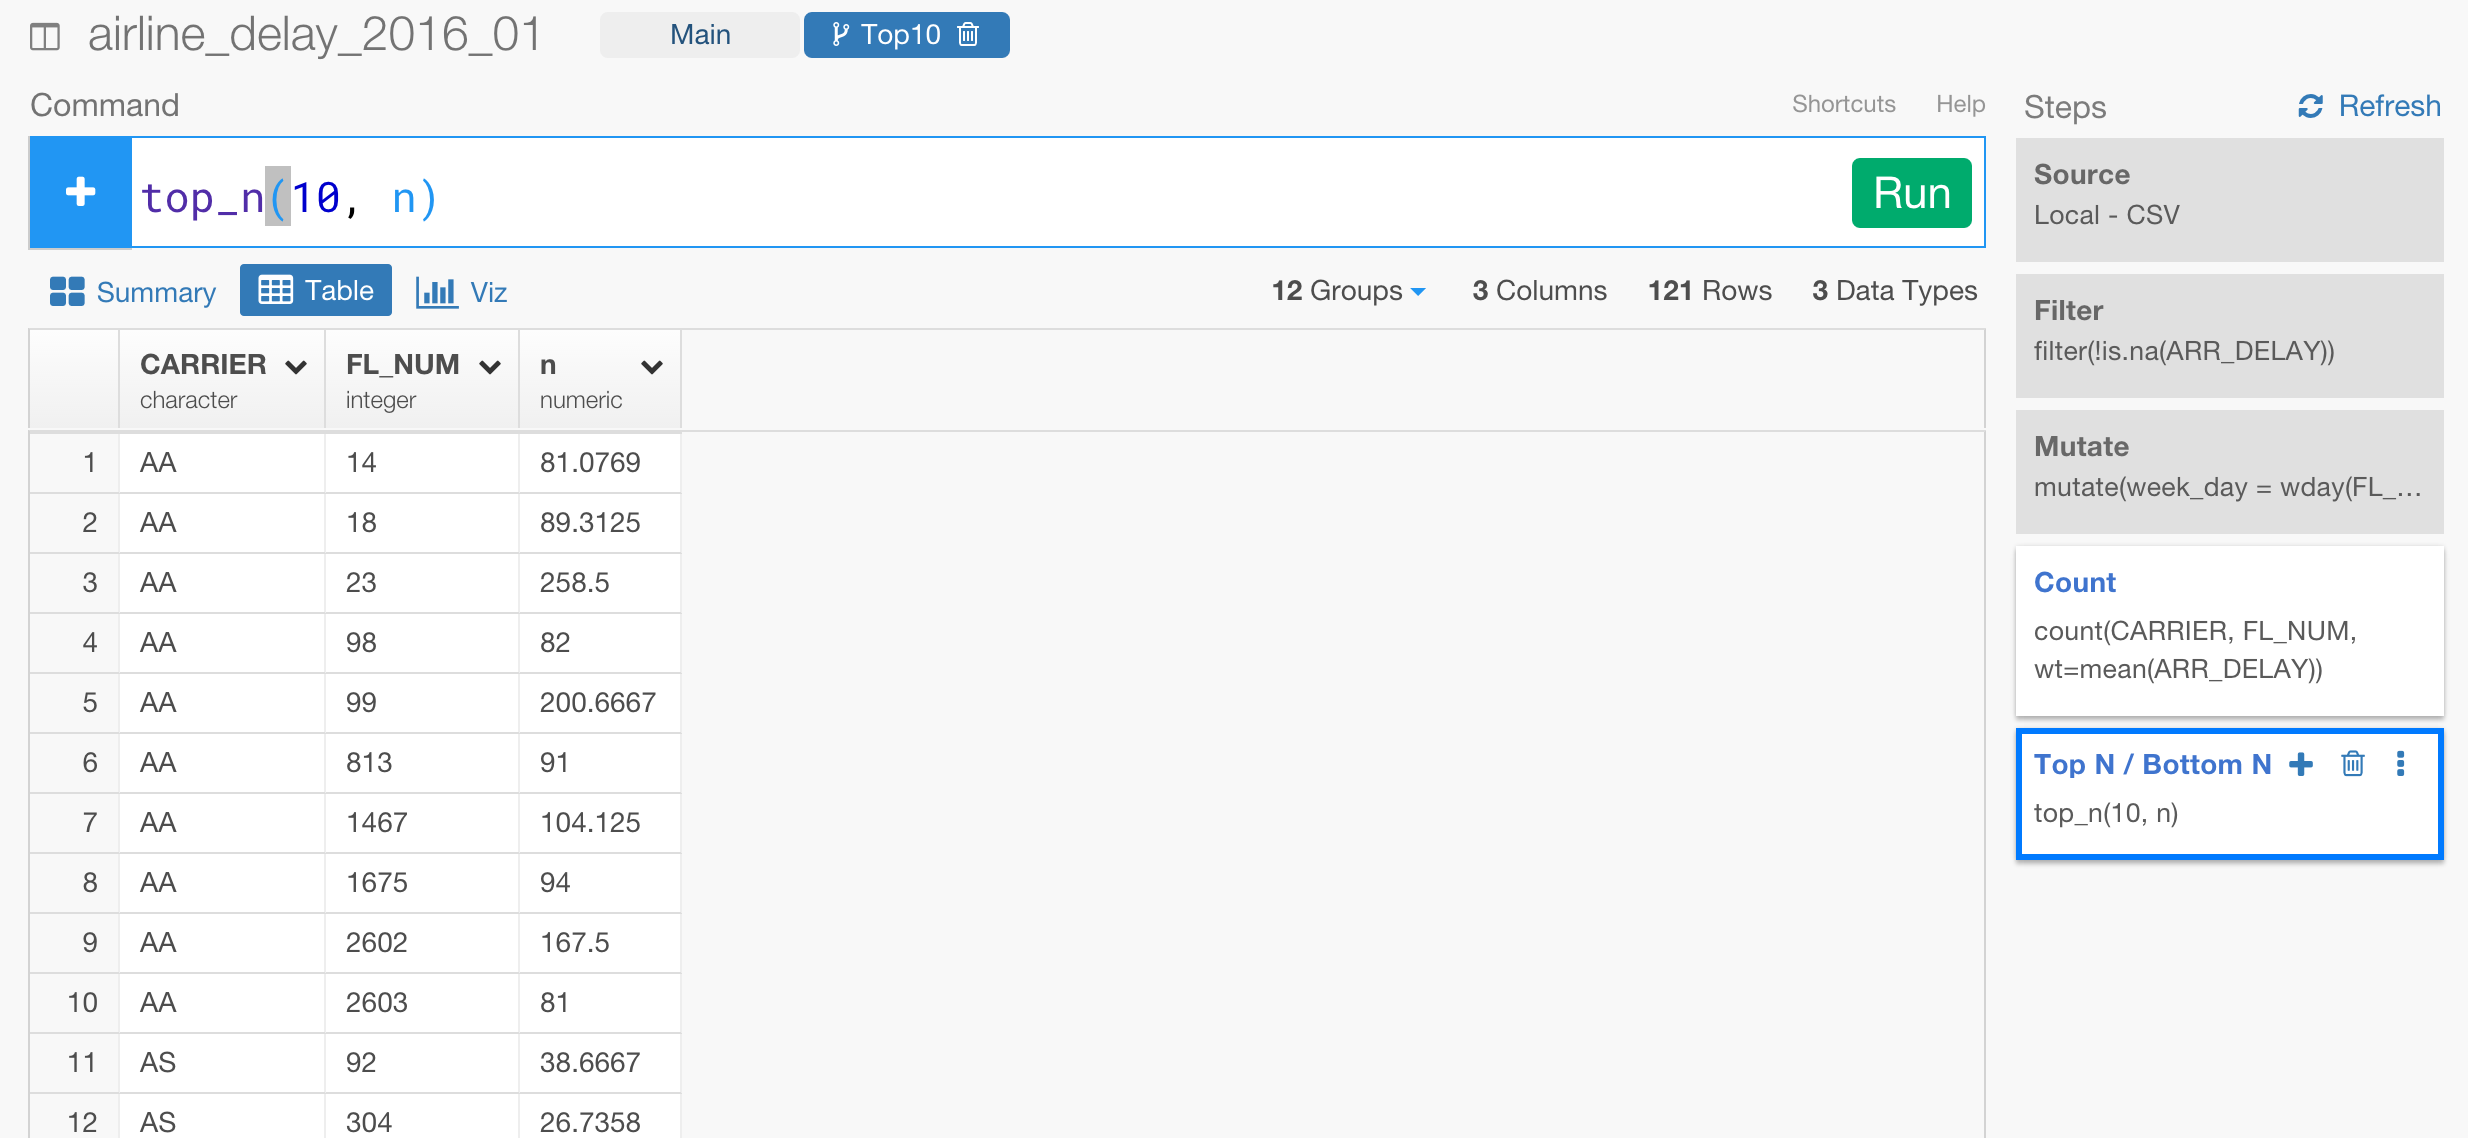 airline_delay_2016_01 Main Top10
Command Shortcuts Help
top_n(10, n) Run
Summary Table Viz 12 Groups 3 Columns 121 Rows 3 Data Types
CARRIER FL_NUM n
character integer numeric
1 AA 14 81.0769
2 AA 18 89.3125
3 AA 23 258.5
4 AA 98 82
5 AA 99 200.6667
6 AA 813 91
7 AA 1467 104.125
8 AA 1675 94
9 AA 2602 167.5
10 AA 2603 81
11 AS 92 38.6667
12 AS 304 26.7358
Steps Refresh
Source
Local - CSV
Filter
filter(!is.na(ARR_DELAY))
Mutate
mutate(week_day = wday(FL_...
Count
count(CARRIER, FL_NUM,
wt=mean(ARR_DELAY))
Top N / Bottom N
top_n(10, n)